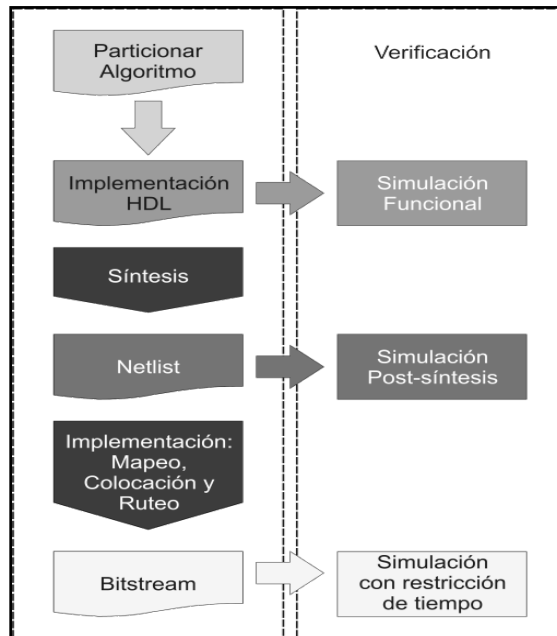 Particionar
Algoritmo
Verificación
Implementación
HDL
Simulación
Funcional
Síntesis
Netlist
Simulación
Post-síntesis
Implementación:
Mapeo,
Colocación y
Ruteo
Bitstream
Simulación
con restricción
de tiempo